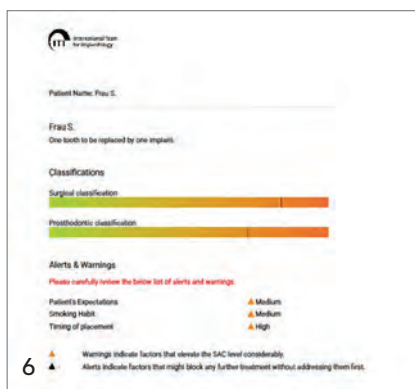 iti International Team
for Implantology
Patient Name: Frau S.
Frau S.
One tooth to be replaced by one implant.
Classifications
Surgical classification
Prosthodontic classification
Alerts & Warnings
Please carefully review the below list of alerts and warnings.
Patient's Expectations Medium
Smoking Habit Medium
Timing of placement High
Warnings indicate factors that elevate the SAC level considerably.
Alerts indicate factors that might block any further treatment without addressing them first.
6